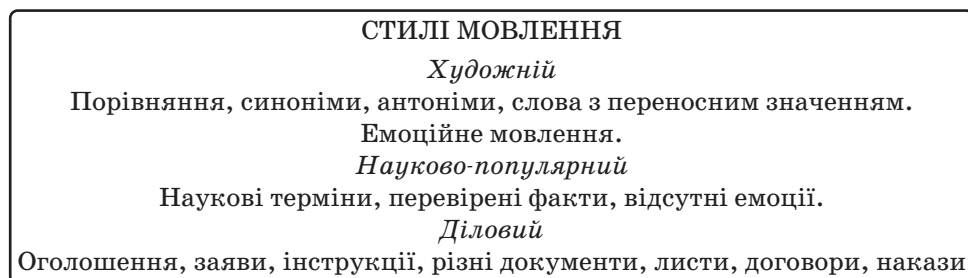 СТИЛІ МОВЛЕННЯ
Художній
Порівняння, синоніми, антоніми, слова з переносним значенням.
Емоційне мовлення.
Науково-популярний
Наукові терміни, перевірені факти, відсутні емоції.
Діловий
Оголошення, заяви, інструкції, різні документи, листи, договори, накази